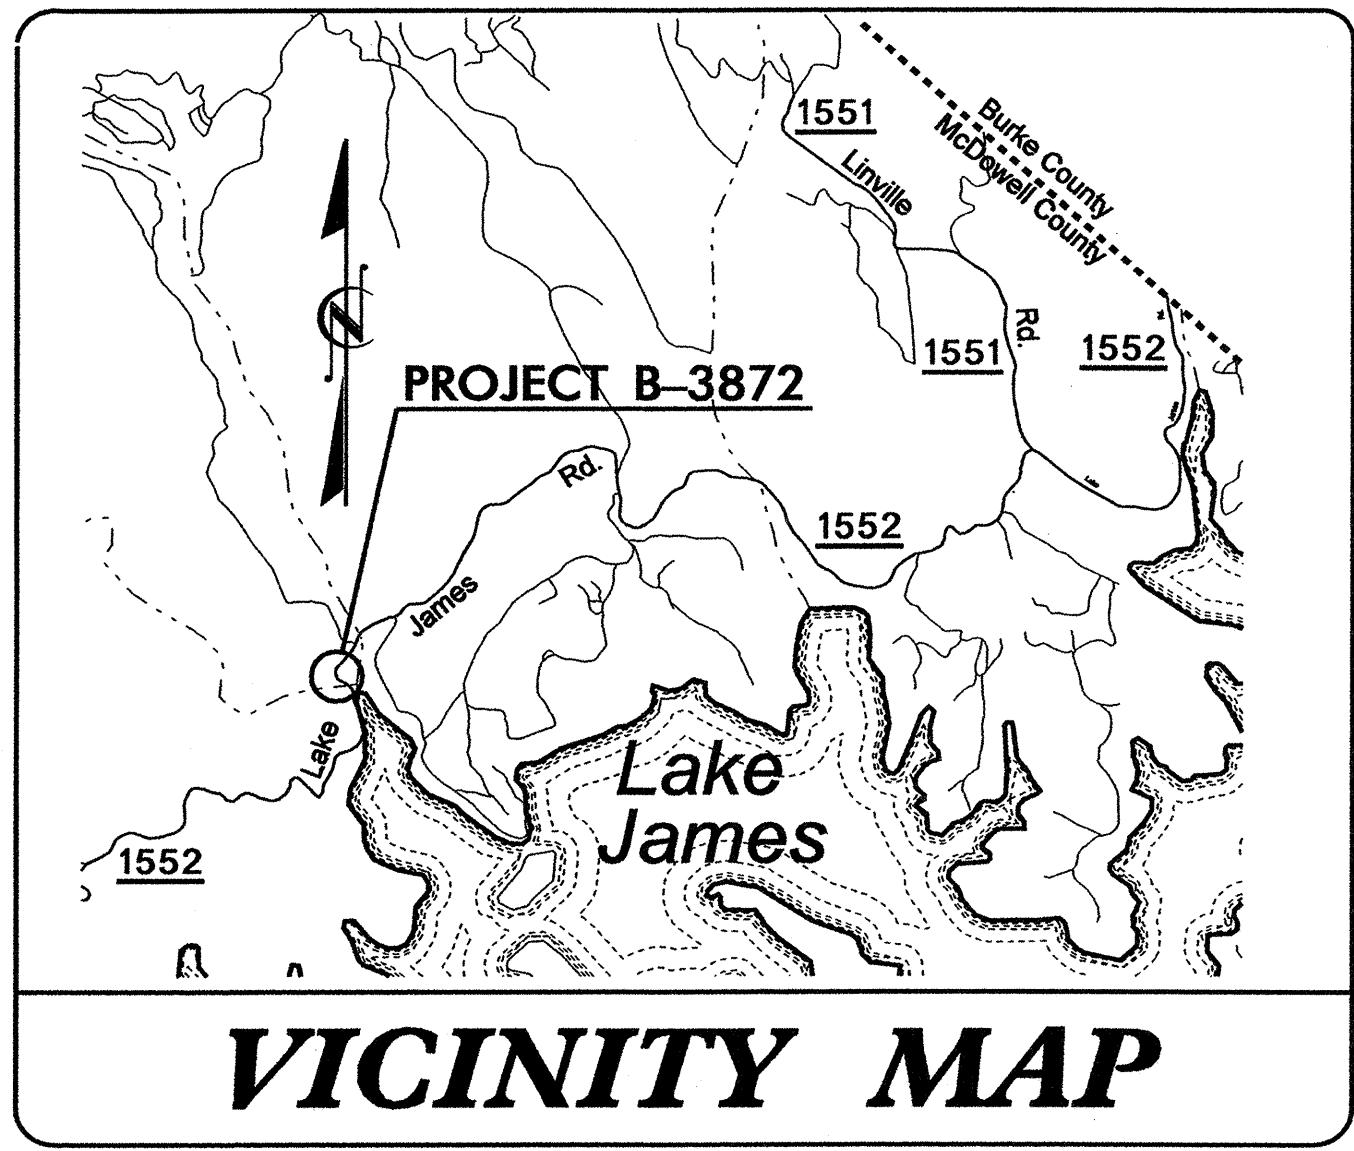 1551
Linville
Burke County
McDowell County
Rd.
1551
1552
PROJECT B–3872
Rd.
James
1552
Lake
Lake
James
1552
Lake
VICINITY MAP